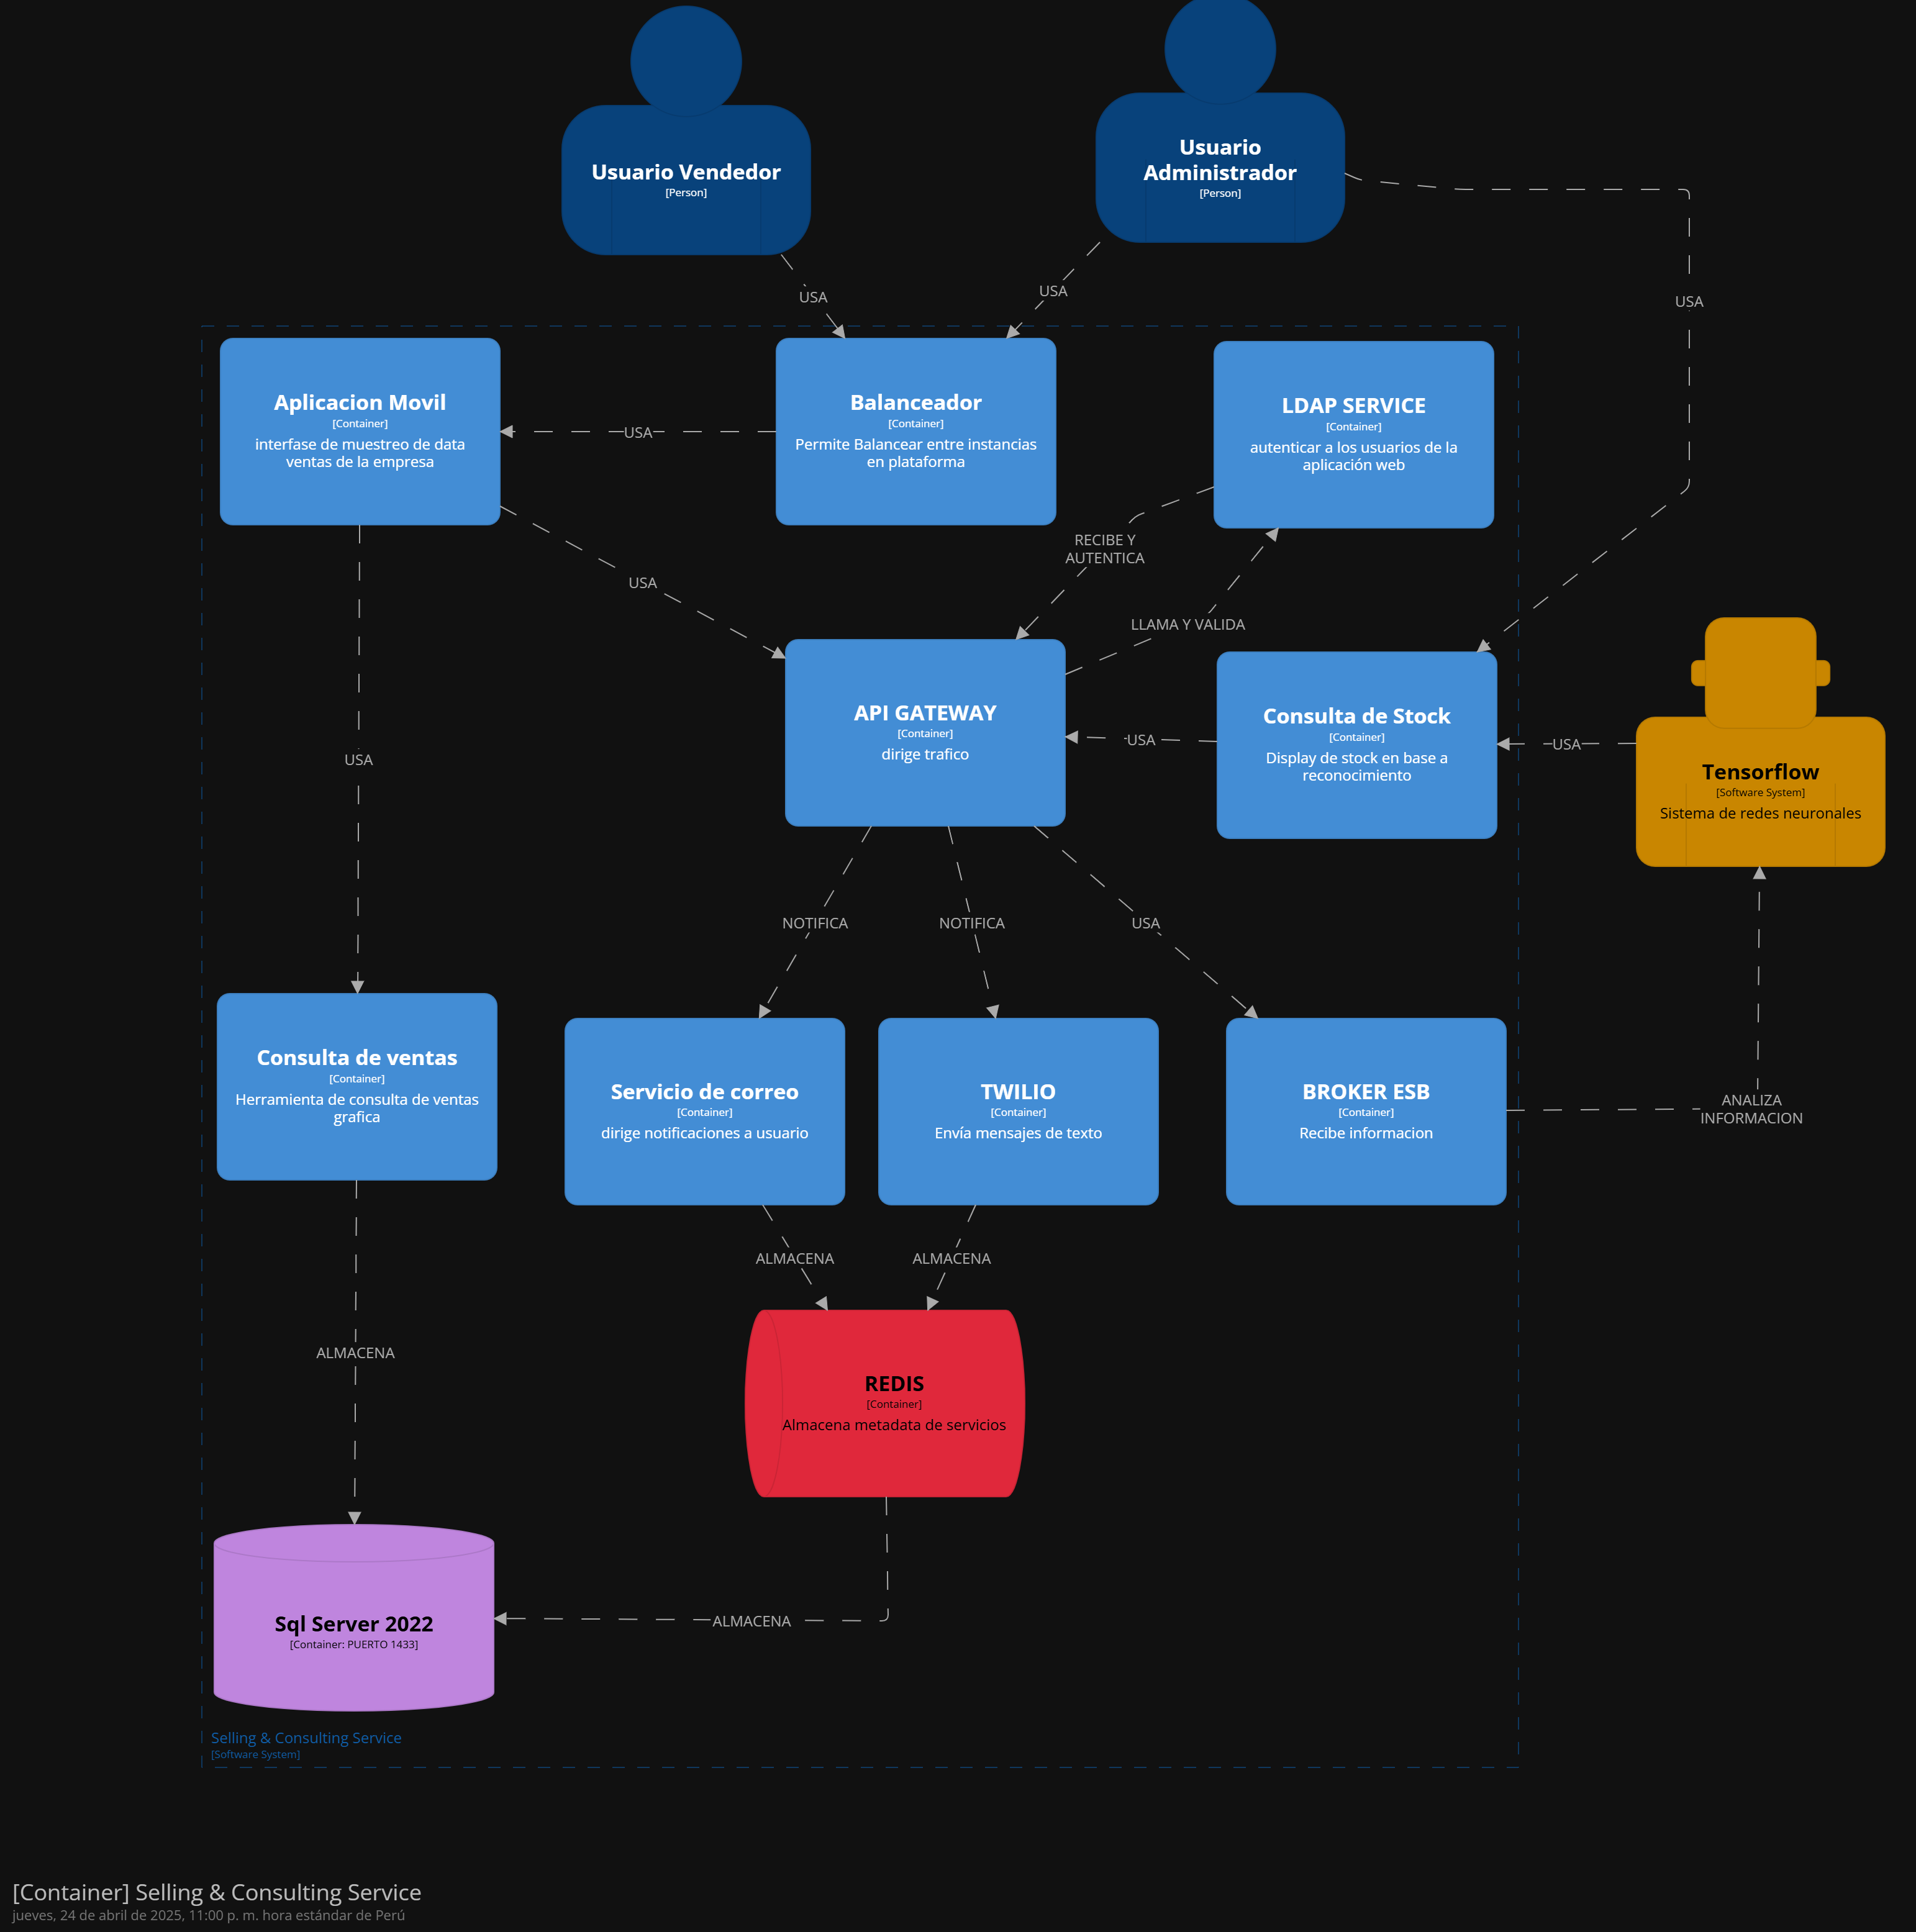 Usuario Vendedor
[Person]
Usuario
Administrador
[Person]
USA
USA
USA
Aplicacion Movil
[Container]
interfase de muestreo de data
ventas de la empresa
USA
Balanceador
[Container]
Permite Balancear entre instancias
en plataforma
LDAP SERVICE
[Container]
autenticar a los usuarios de la
aplicación web
RECIBE Y
AUTENTICA
USA
LLAMA Y VALIDA
API GATEWAY
[Container]
dirige trafico
USA
Consulta de Stock
[Container]
Display de stock en base a
reconocimiento
USA
Tensorflow
[Software System]
Sistema de redes neuronales
USA
NOTIFICA
NOTIFICA
USA
Consulta de ventas
[Container]
Herramienta de consulta de ventas
grafica
Servicio de correo
[Container]
dirige notificaciones a usuario
TWILIO
[Container]
Envía mensajes de texto
BROKER ESB
[Container]
Recibe informacion
ANALIZA
INFORMACION
ALMACENA
ALMACENA
ALMACENA
REDIS
[Container]
Almacena metadata de servicios
Sql Server 2022
[Container: PUERTO 1433]
ALMACENA
Selling & Consulting Service
[Software System]
[Container] Selling & Consulting Service
jueves, 24 de abril de 2025, 11:00 p. m. hora estándar de Perú